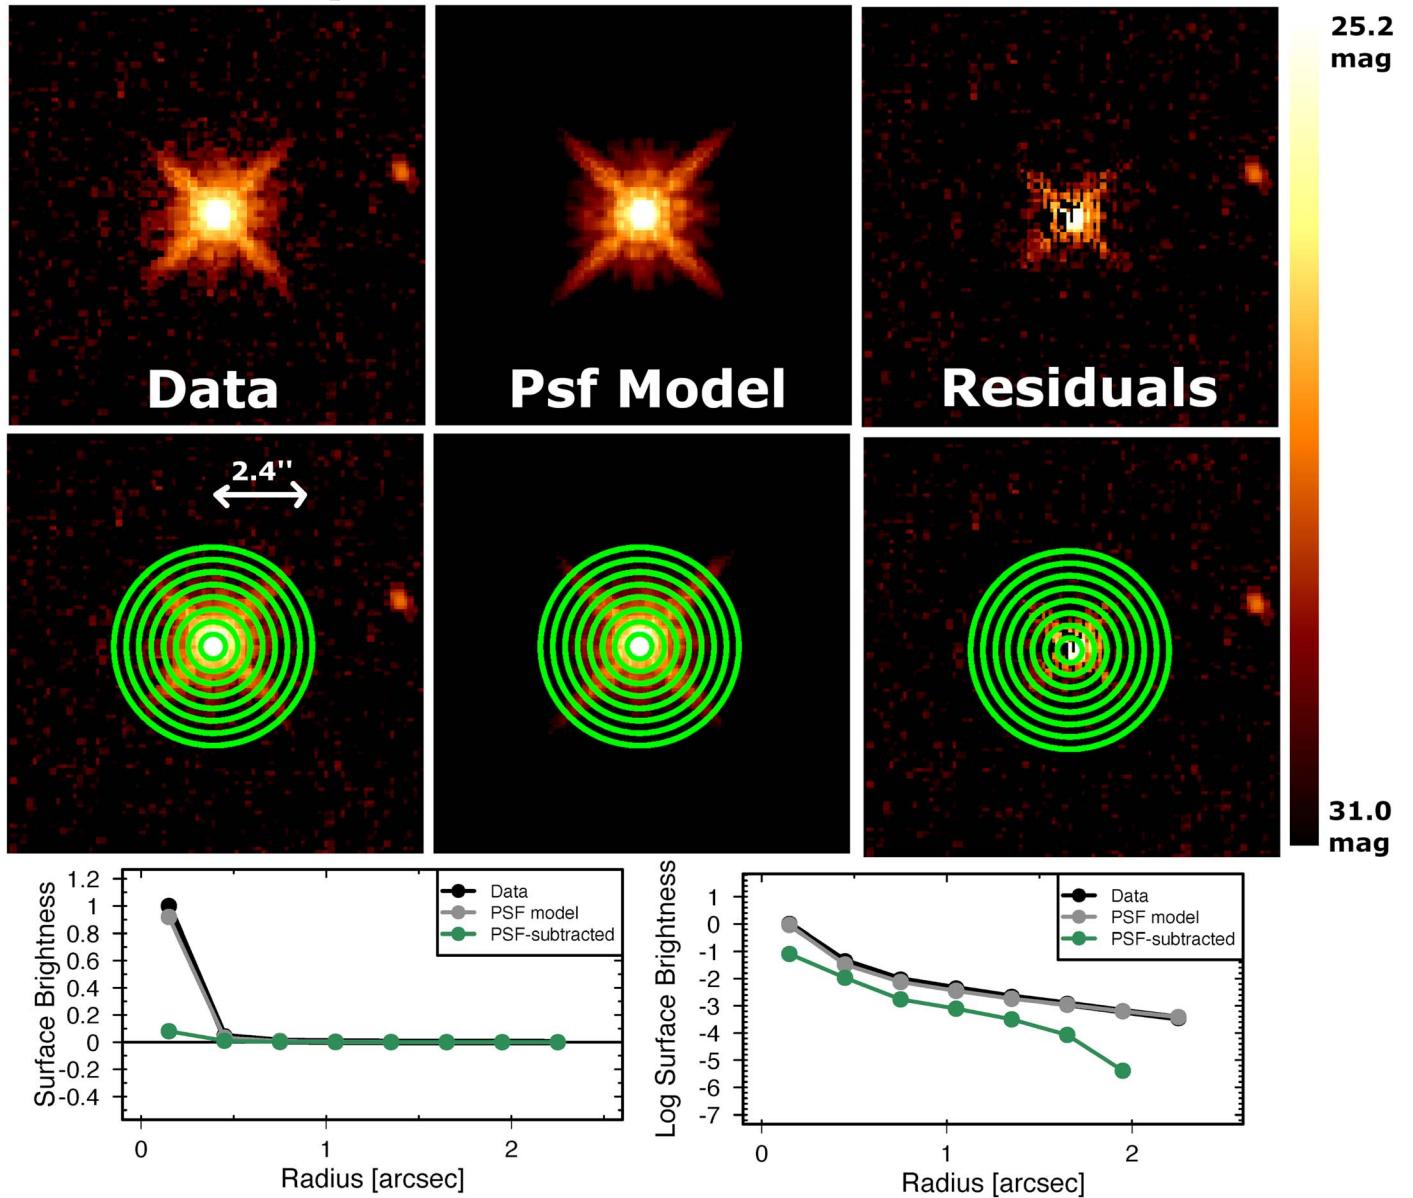 25.2
mag
Data
Psf Model
Residuals
2.4''
31.0
mag
Surface Brightness
1.2
1
0.8
0.6
0.4
0.2
0
-0.2
-0.4
Data
PSF model
PSF-subtracted
0
1
2
Radius [arcsec]
Log Surface Brightness
1
0
-1
-2
-3
-4
-5
-6
-7
Data
PSF model
PSF-subtracted
0
1
2
Radius [arcsec]